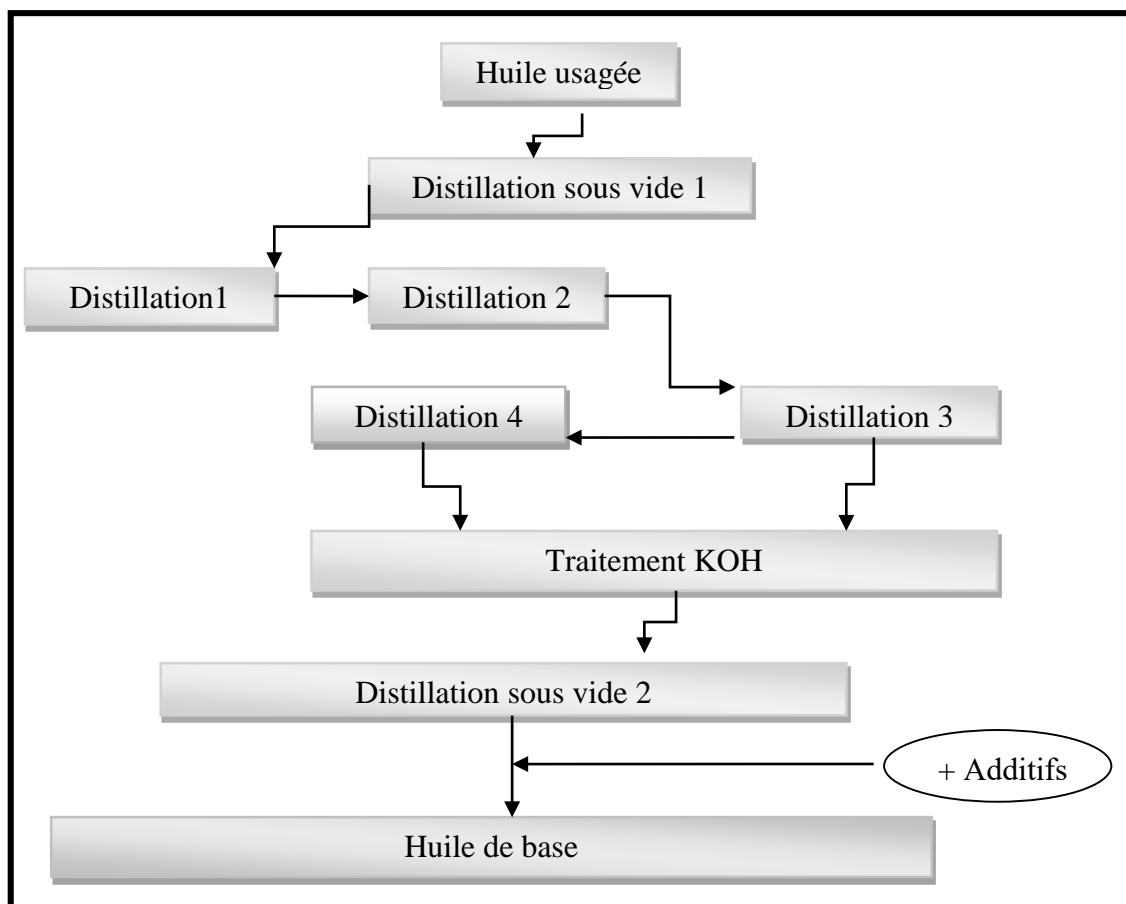 Huile usagée
Distillation sous vide 1
Distillation1
Distillation 2
Distillation 4
Distillation 3
Traitement KOH
Distillation sous vide 2
+ Additifs
Huile de base